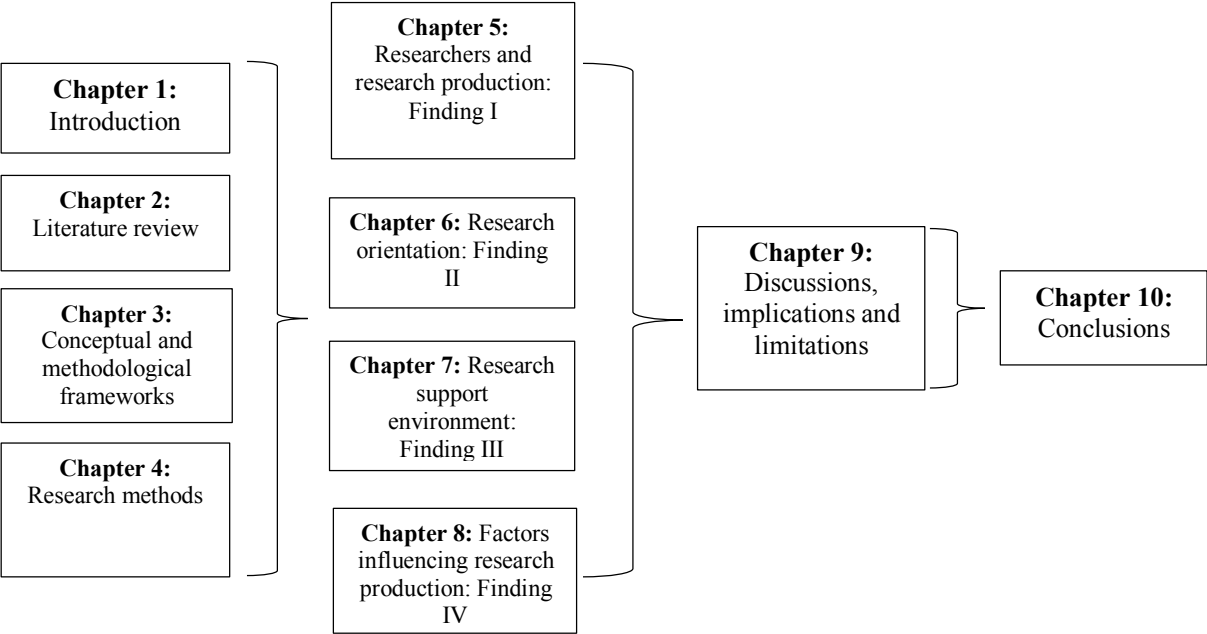 Chapter 1:
Introduction
Chapter 2:
Literature review
Chapter 3:
Conceptual and
methodological
frameworks
Chapter 4:
Research methods
Chapter 5:
Researchers and
research production:
Finding I
Chapter 6: Research
orientation: Finding
II
Chapter 7: Research
support
environment:
Finding III
Chapter 8: Factors
influencing research
production: Finding
IV
Chapter 9:
Discussions,
implications and
limitations
Chapter 10:
Conclusions